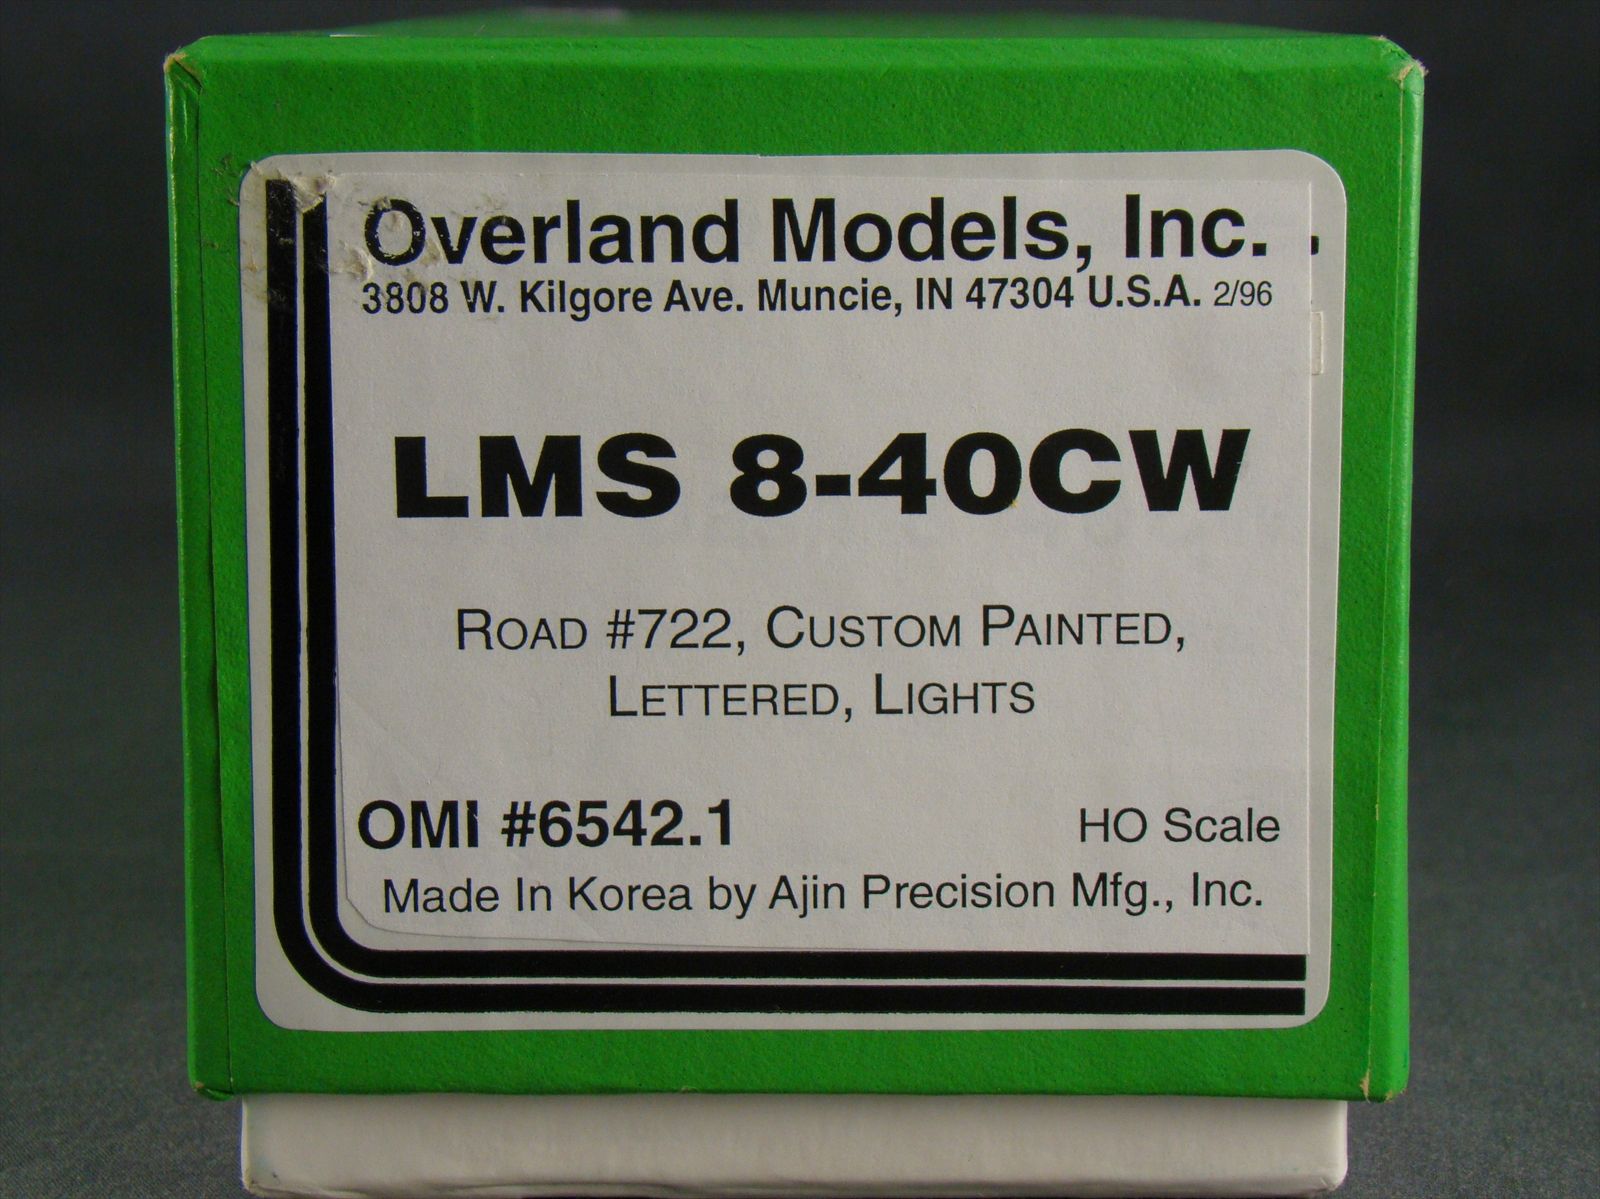 Overland Models, Inc.
3808 W. Kilgore Ave. Muncie, IN 47304 U.S.A. 2/96
LMS 8-40CW
ROAD #722, CUSTOM PAINTED,
LETTERED, LIGHTS
OMI #6542.1 HO Scale
Made In Korea by Ajin Precision Mfg., Inc.